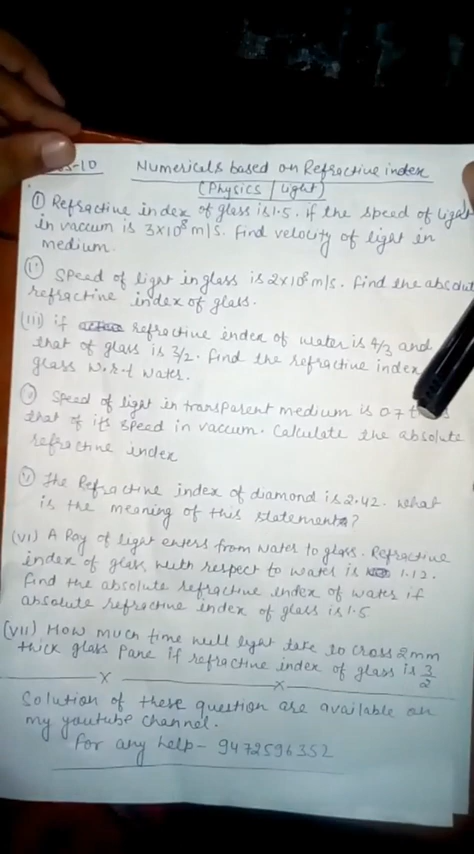 -10
Numericals based on Refractive index
(Physics / Light)
(i) Refractive index of glass is 1.5. if the speed of light
in vaccum is 3×10⁸ m/s. find velocity of light in
medium.
(ii) Speed of light in glass is 2×10⁸ m/s. find the absolut
refractive index of glass.
(iii) if refractive index of water is 4/3 and
that of glass is 3/2. find the refractive index
glass w.r.t water.
Speed of light in transparent medium is 0.7
that of its speed in vaccum. Calculate the absolute
refractive index
(v) The Refractive index of diamond is 2.42. what
is the meaning of this statement?
(vi) A Ray of light enters from water to glass. Refractive
index of glass with respect to water is 1.12.
find the absolute refractive index of water if
absolute refractive index of glass is 1.5
(vii) How much time will light take to cross 2mm
thick glass pane if refractive index of glass is 3/2
x x
Solution of these question are available on
my youtube channel.
For any help - 9472596352